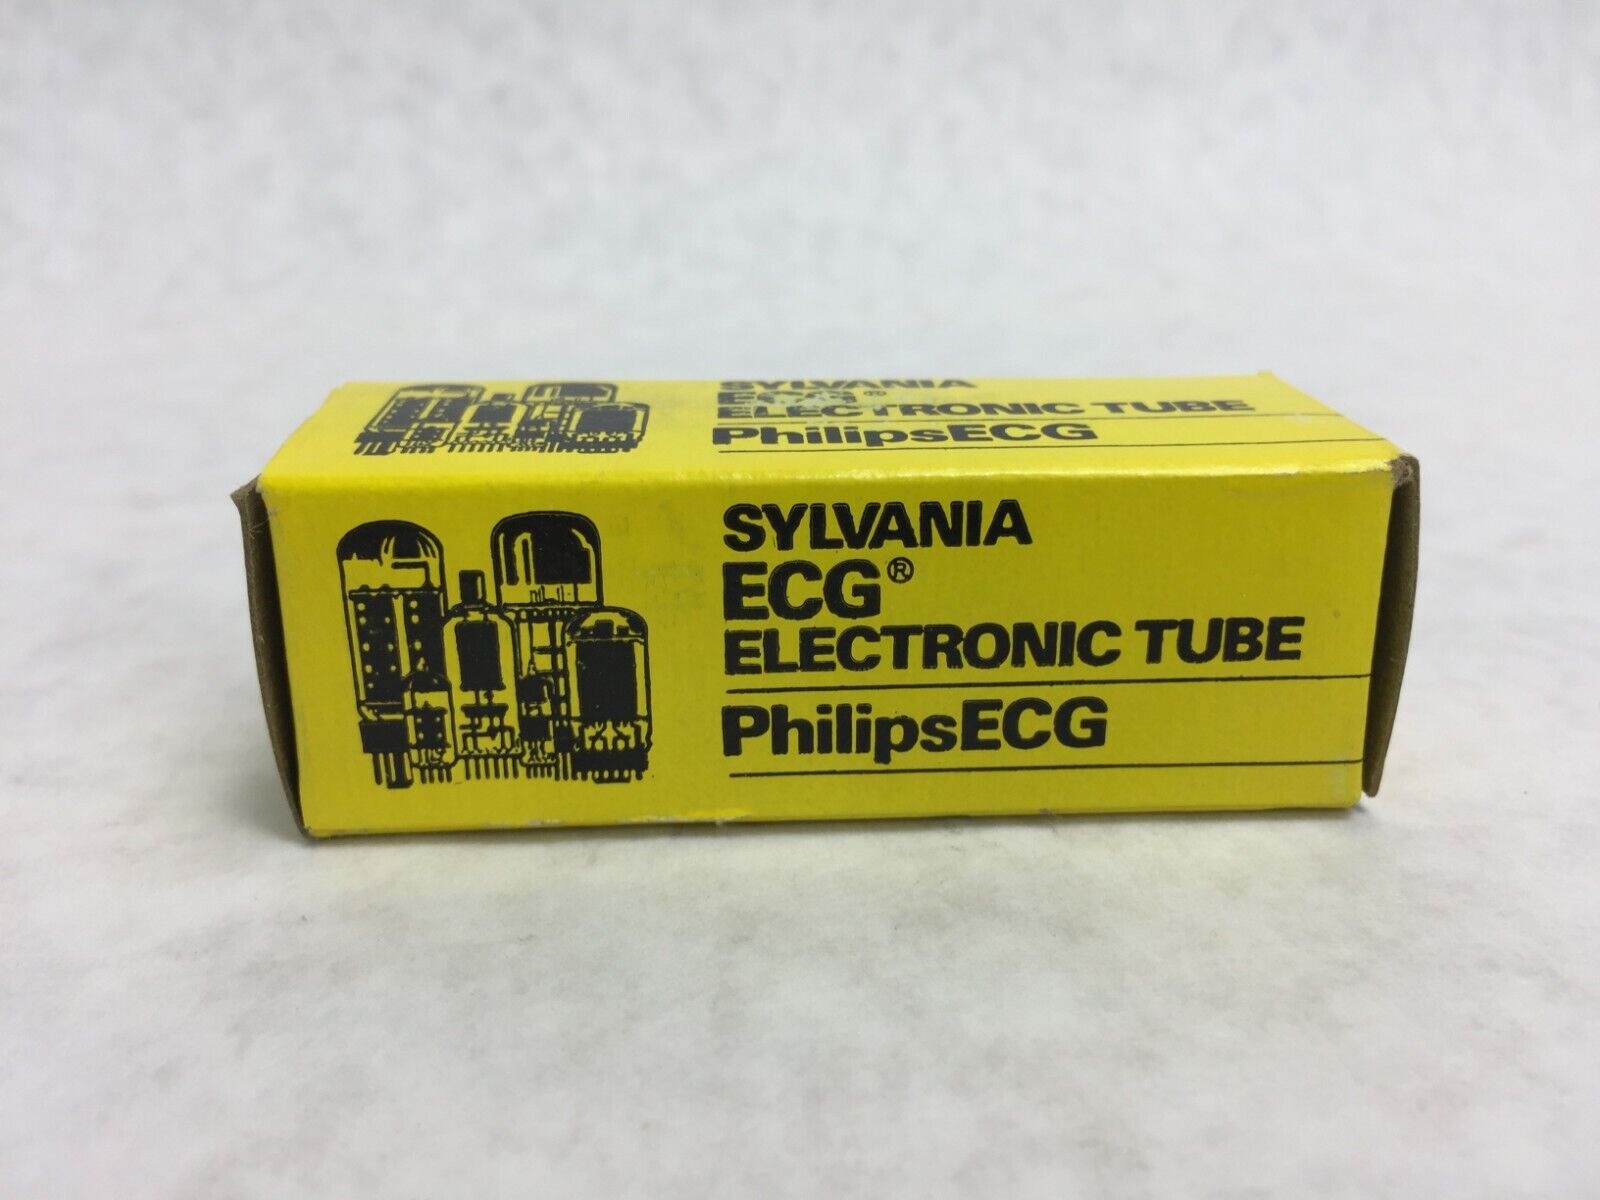 SYLVANIA
ECG®
ELECTRONIC TUBE
PhilipsECG
SYLVANIA
ECG®
ELECTRONIC TUBE
PhilipsECG